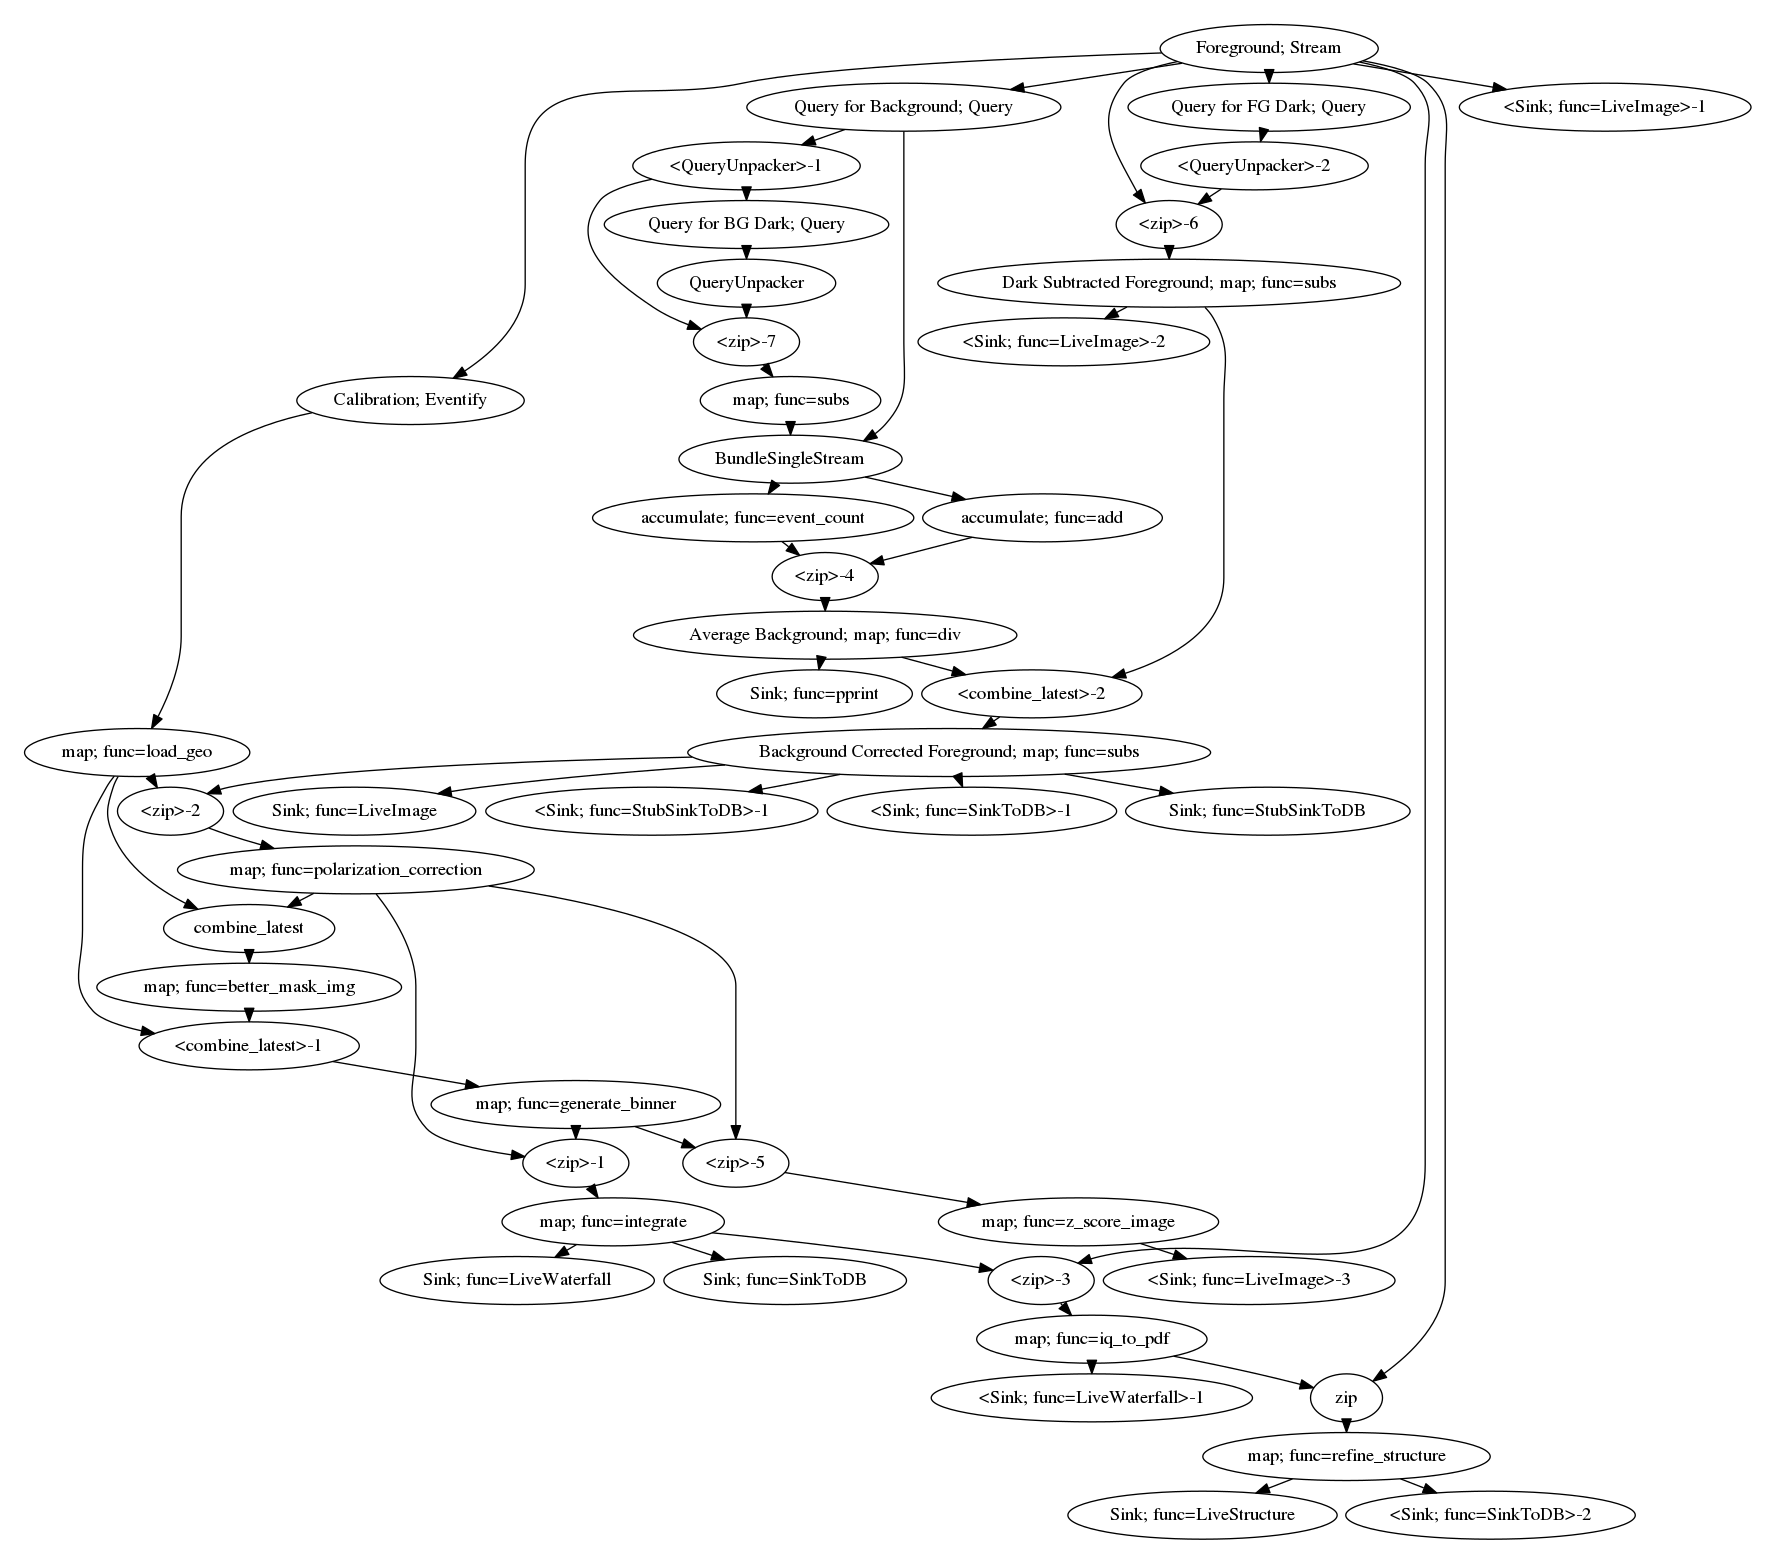 Foreground; Stream
Query for Background; Query
Query for FG Dark; Query
<Sink; func=LiveImage>-1
<QueryUnpacker>-1
<QueryUnpacker>-2
Query for BG Dark; Query
<zip>-6
QueryUnpacker
Dark Subtracted Foreground; map; func=subs
<zip>-7
<Sink; func=LiveImage>-2
Calibration; Eventify
map; func=subs
BundleSingleStream
accumulate; func=event_count
accumulate; func=add
<zip>-4
Average Background; map; func=div
Sink; func=pprint
<combine_latest>-2
map; func=load_geo
Background Corrected Foreground; map; func=subs
<zip>-2
Sink; func=LiveImage
<Sink; func=StubSinkToDB>-1
<Sink; func=SinkToDB>-1
Sink; func=StubSinkToDB
map; func=polarization_correction
combine_latest
map; func=better_mask_img
<combine_latest>-1
map; func=generate_binner
<zip>-1
<zip>-5
map; func=integrate
map; func=z_score_image
Sink; func=LiveWaterfall
Sink; func=SinkToDB
<zip>-3
<Sink; func=LiveImage>-3
map; func=iq_to_pdf
<Sink; func=LiveWaterfall>-1
zip
map; func=refine_structure
Sink; func=LiveStructure
<Sink; func=SinkToDB>-2